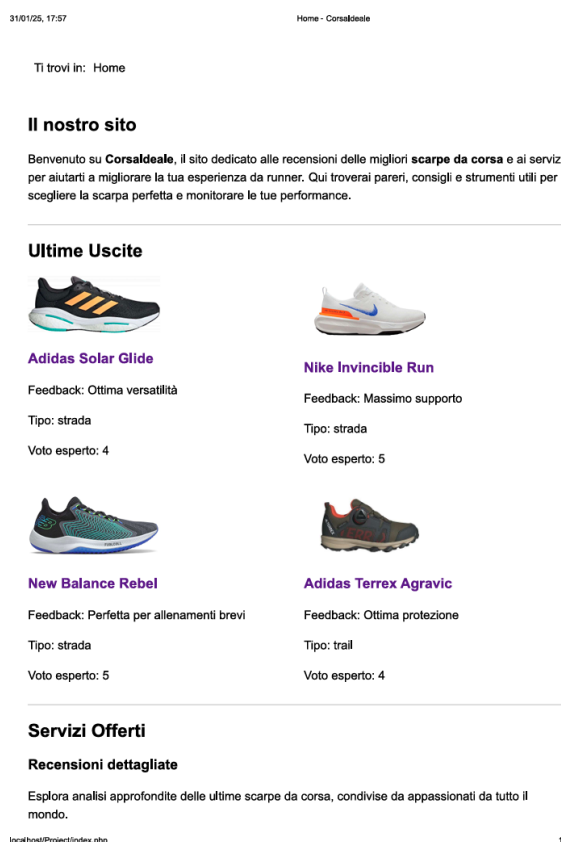 31/01/25, 17:57
Home - CorsaIdeale
Ti trovi in: Home
Il nostro sito
Benvenuto su CorsaIdeale, il sito dedicato alle recensioni delle migliori scarpe da corsa e ai serviz
per aiutarti a migliorare la tua esperienza da runner. Qui troverai pareri, consigli e strumenti utili per
scegliere la scarpa perfetta e monitorare le tue performance.
Ultime Uscite
Adidas Solar Glide
Feedback: Ottima versatilità
Tipo: strada
Voto esperto: 4
Nike Invincible Run
Feedback: Massimo supporto
Tipo: strada
Voto esperto: 5
New Balance Rebel
Feedback: Perfetta per allenamenti brevi
Tipo: strada
Voto esperto: 5
Adidas Terrex Agravic
Feedback: Ottima protezione
Tipo: trail
Voto esperto: 4
Servizi Offerti
Recensioni dettagliate
Esplora analisi approfondite delle ultime scarpe da corsa, condivise da appassionati da tutto il
mondo.
localhost/Project/index.php
1